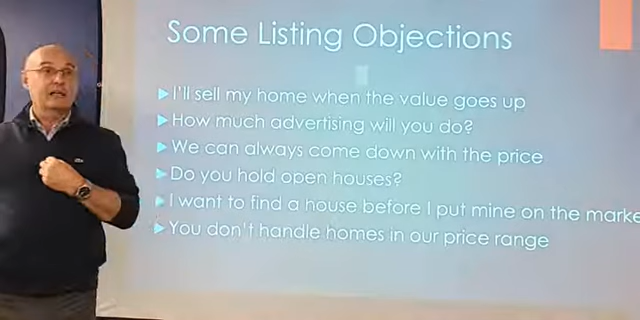 Some Listing Objections
I'll sell my home when the value goes up
How much advertising will you do?
We can always come down with the price
Do you hold open houses?
I want to find a house before I put mine on the marke
You don't handle homes in our price range